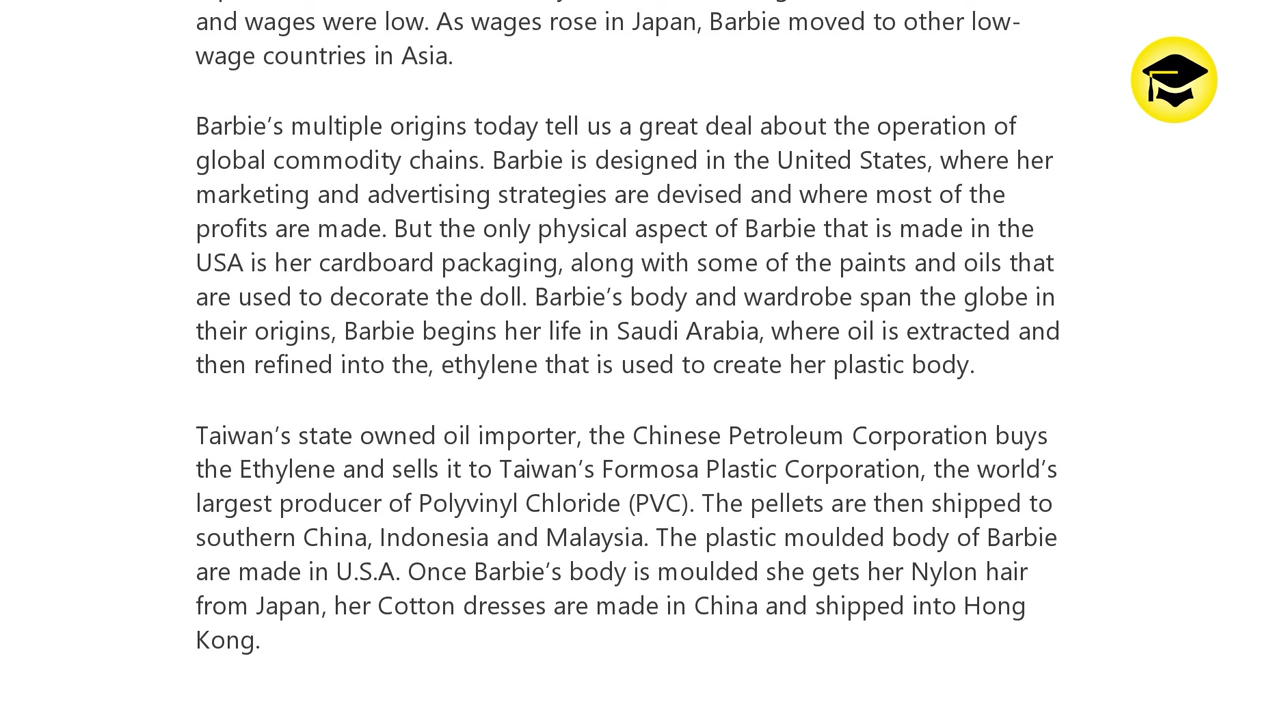 and wages were low. As wages rose in Japan, Barbie moved to other low-
wage countries in Asia.
Barbie’s multiple origins today tell us a great deal about the operation of
global commodity chains. Barbie is designed in the United States, where her
marketing and advertising strategies are devised and where most of the
profits are made. But the only physical aspect of Barbie that is made in the
USA is her cardboard packaging, along with some of the paints and oils that
are used to decorate the doll. Barbie’s body and wardrobe span the globe in
their origins, Barbie begins her life in Saudi Arabia, where oil is extracted and
then refined into the, ethylene that is used to create her plastic body.
Taiwan’s state owned oil importer, the Chinese Petroleum Corporation buys
the Ethylene and sells it to Taiwan’s Formosa Plastic Corporation, the world’s
largest producer of Polyvinyl Chloride (PVC). The pellets are then shipped to
southern China, Indonesia and Malaysia. The plastic moulded body of Barbie
are made in U.S.A. Once Barbie’s body is moulded she gets her Nylon hair
from Japan, her Cotton dresses are made in China and shipped into Hong
Kong.